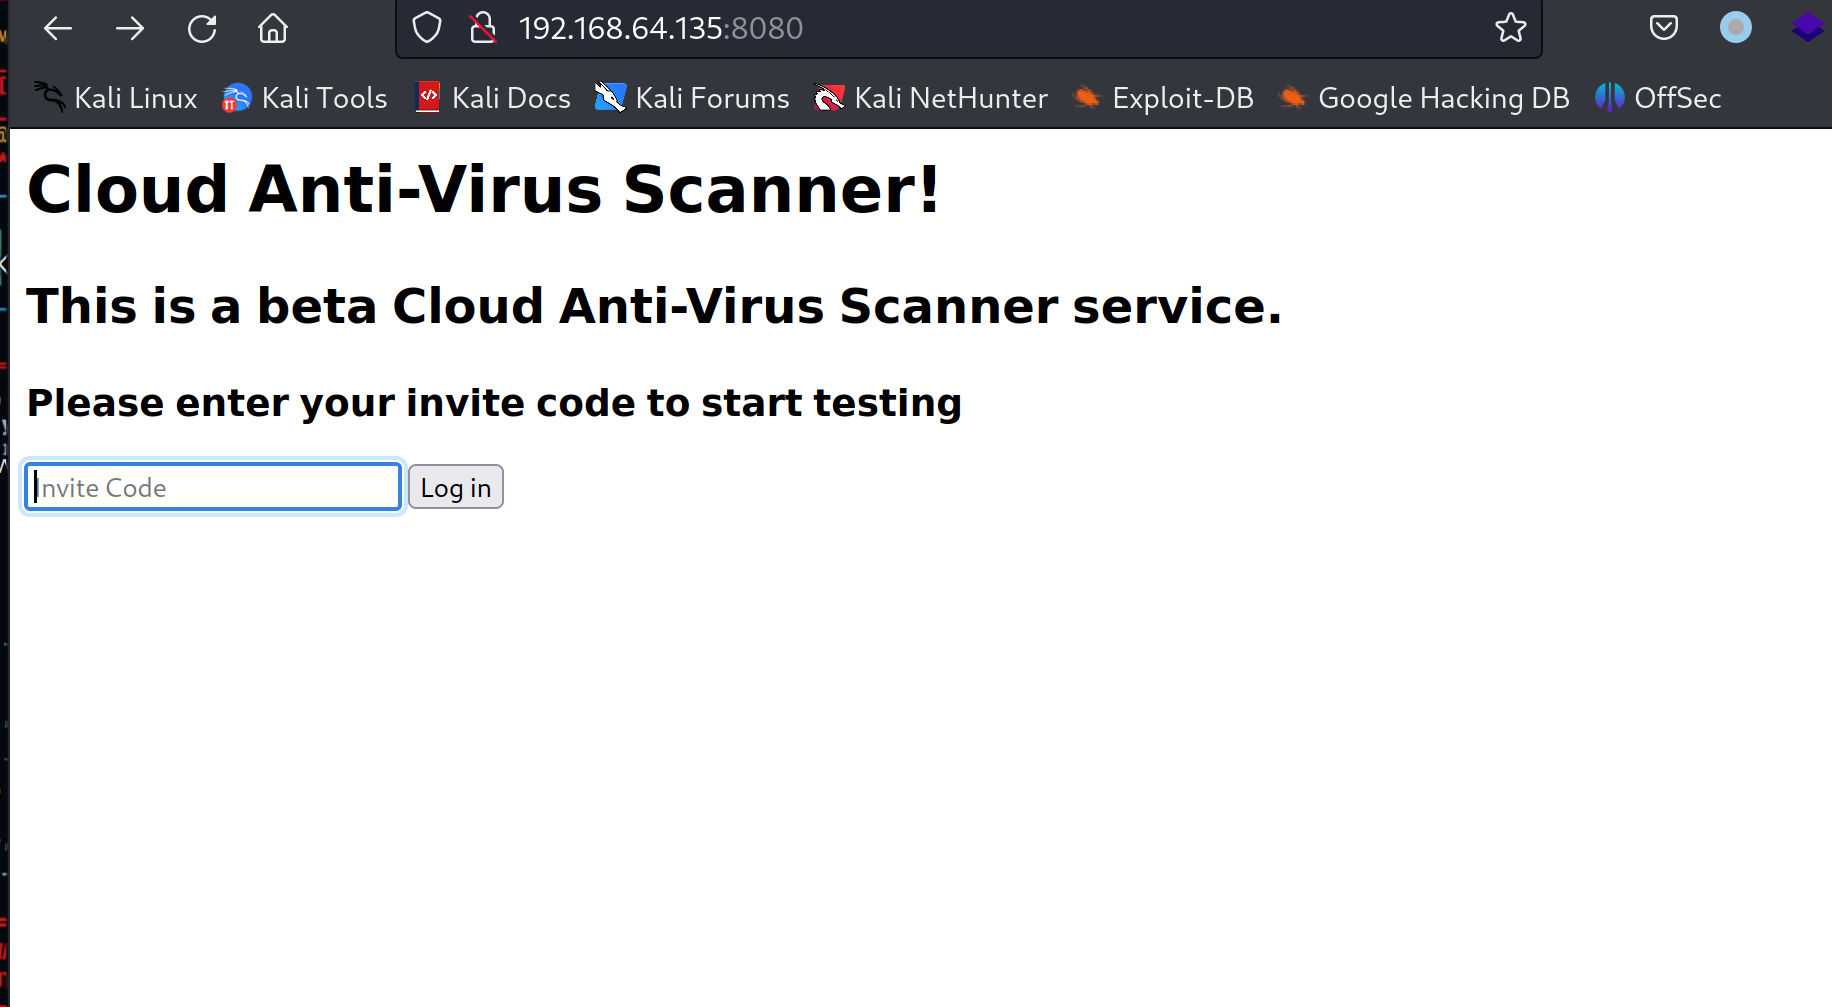 192.168.64.135:8080
Kali Linux Kali Tools Kali Docs Kali Forums Kali NetHunter Exploit-DB Google Hacking DB OffSec
Cloud Anti-Virus Scanner!
This is a beta Cloud Anti-Virus Scanner service.
Please enter your invite code to start testing
Invite Code Log in